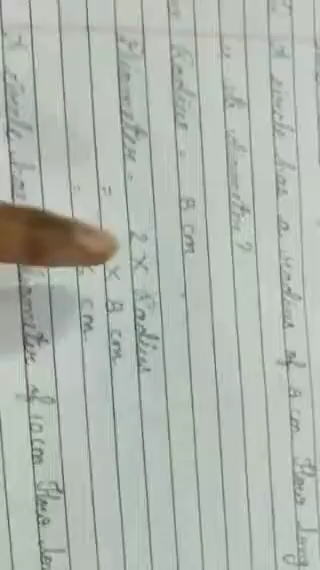 A circle has a radius of 8 cm How long
is its diameter?
Radius = 8 cm
Diameter = 2 x Radius
= x 8 cm
= cm
A circle has diameter of 10 cm How long